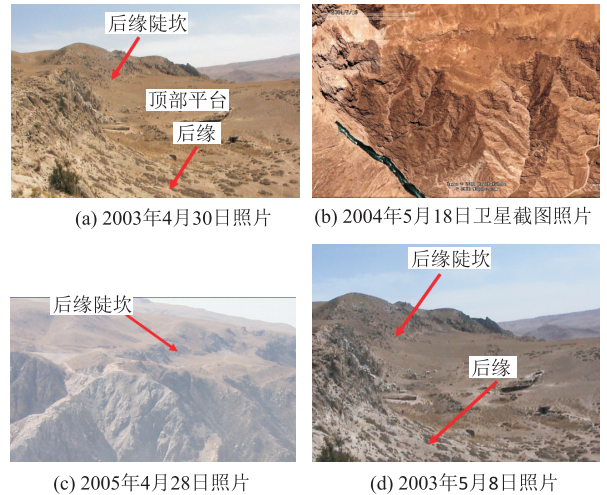 后缘陡坎
顶部平台
后缘
(a) 2003年4月30日照片
(b) 2004年5月18日卫星截图照片
后缘陡坎
(c) 2005年4月28日照片
后缘陡坎
后缘
(d) 2003年5月8日照片